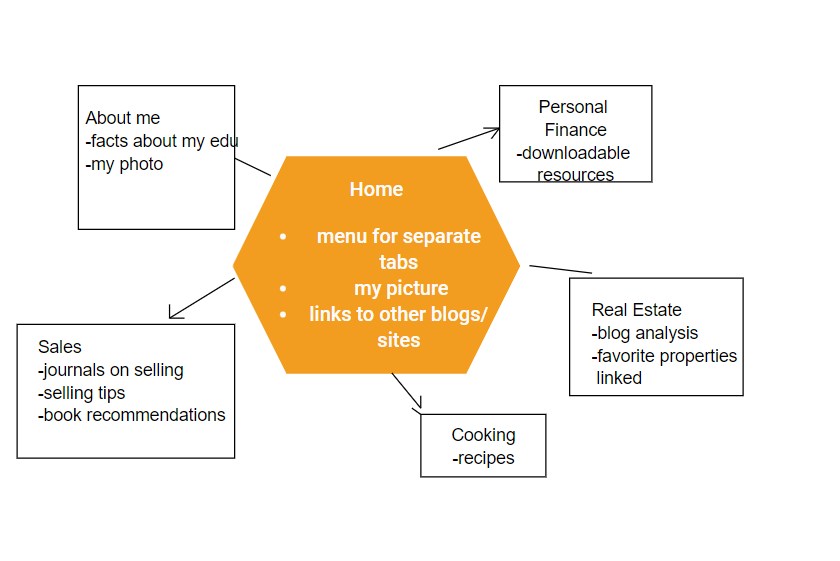 About me
-facts about my edu
-my photo
Personal
Finance
-downloadable
resources
Home
• menu for separate
tabs
• my picture
• links to other blogs/
sites
Real Estate
-blog analysis
-favorite properties
linked
Sales
-journals on selling
-selling tips
-book recommendations
Cooking
-recipes